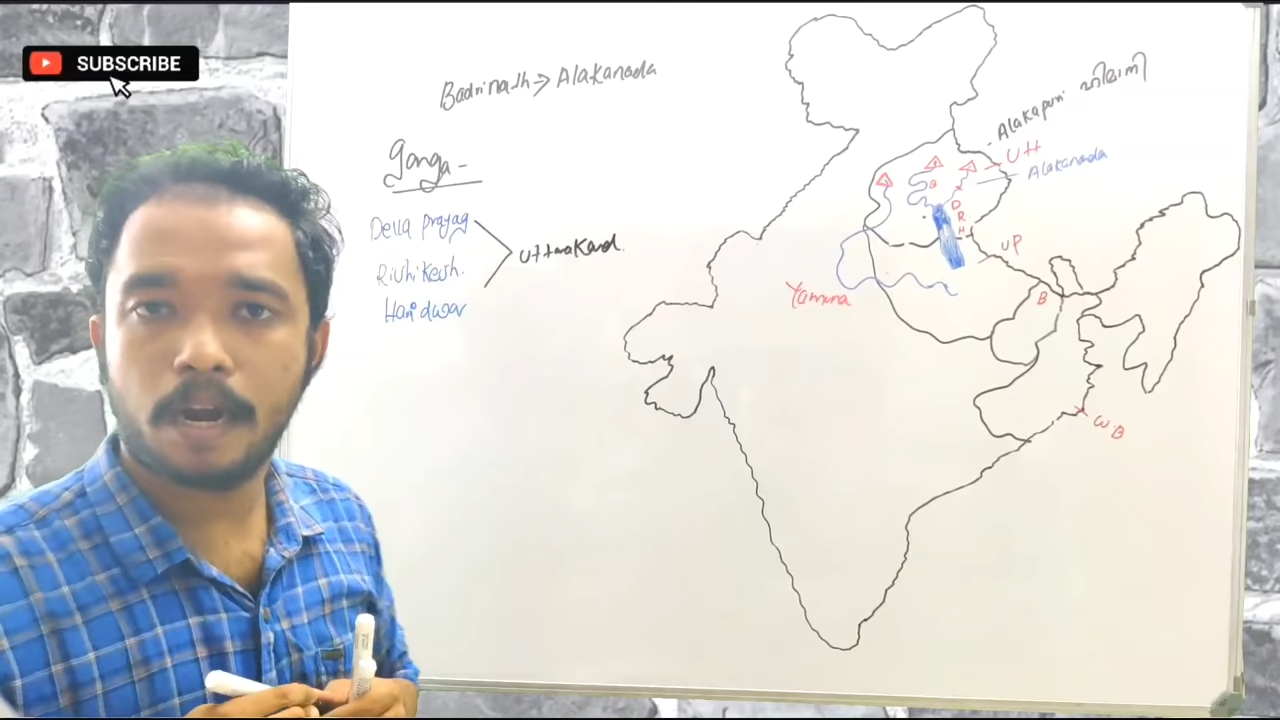 SUBSCRIBE
Badrinath → Alakanada
Ganga -
Deva prayag
Rishikesh.
Haridwar
Uttarakand.
Alakapuri ഹിമാനി
UH
Alakanada
G
D
R
H
UP
Yamuna
B
W.B